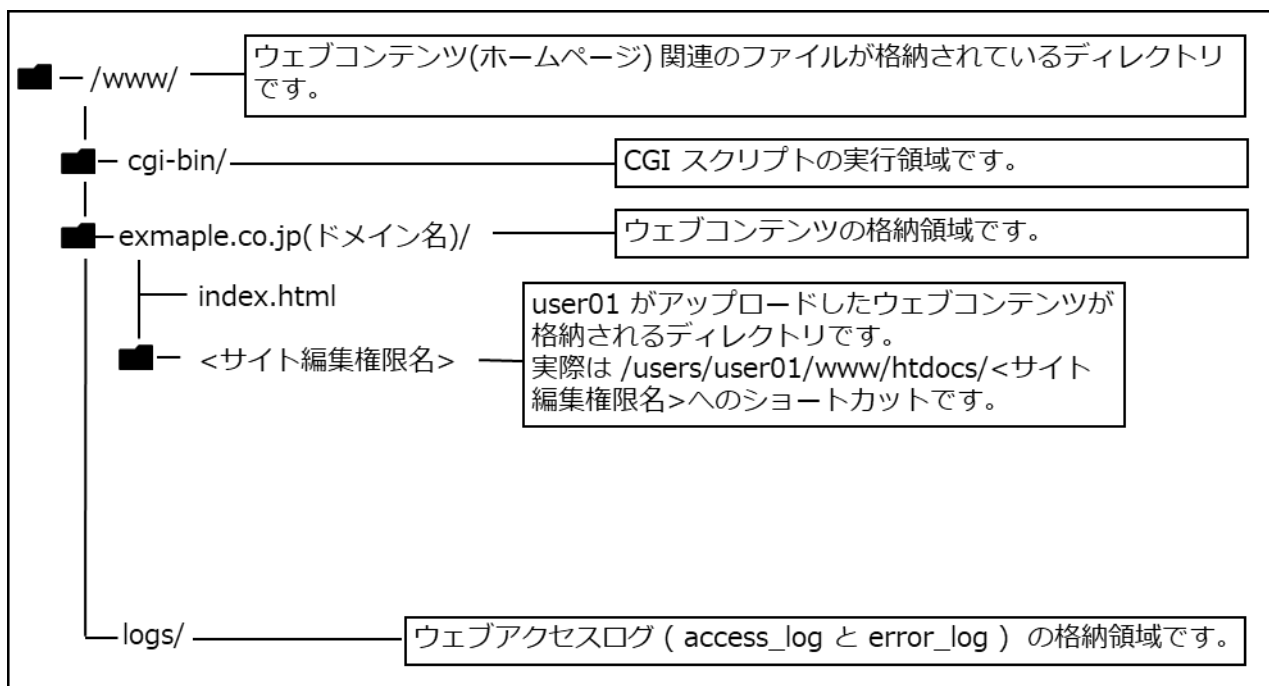 /www/
ウェブコンテンツ(ホームページ) 関連のファイルが格納されているディレクトリ
です。
cgi-bin/
CGI スクリプトの実行領域です。
exmaple.co.jp(ドメイン名)/
ウェブコンテンツの格納領域です。
index.html
user01 がアップロードしたウェブコンテンツが
格納されるディレクトリです。
実際は /users/user01/www/htdocs/<サイト
編集権限名>へのショートカットです。
<サイト編集権限名>
logs/
ウェブアクセスログ ( access_log と error_log ) の格納領域です。